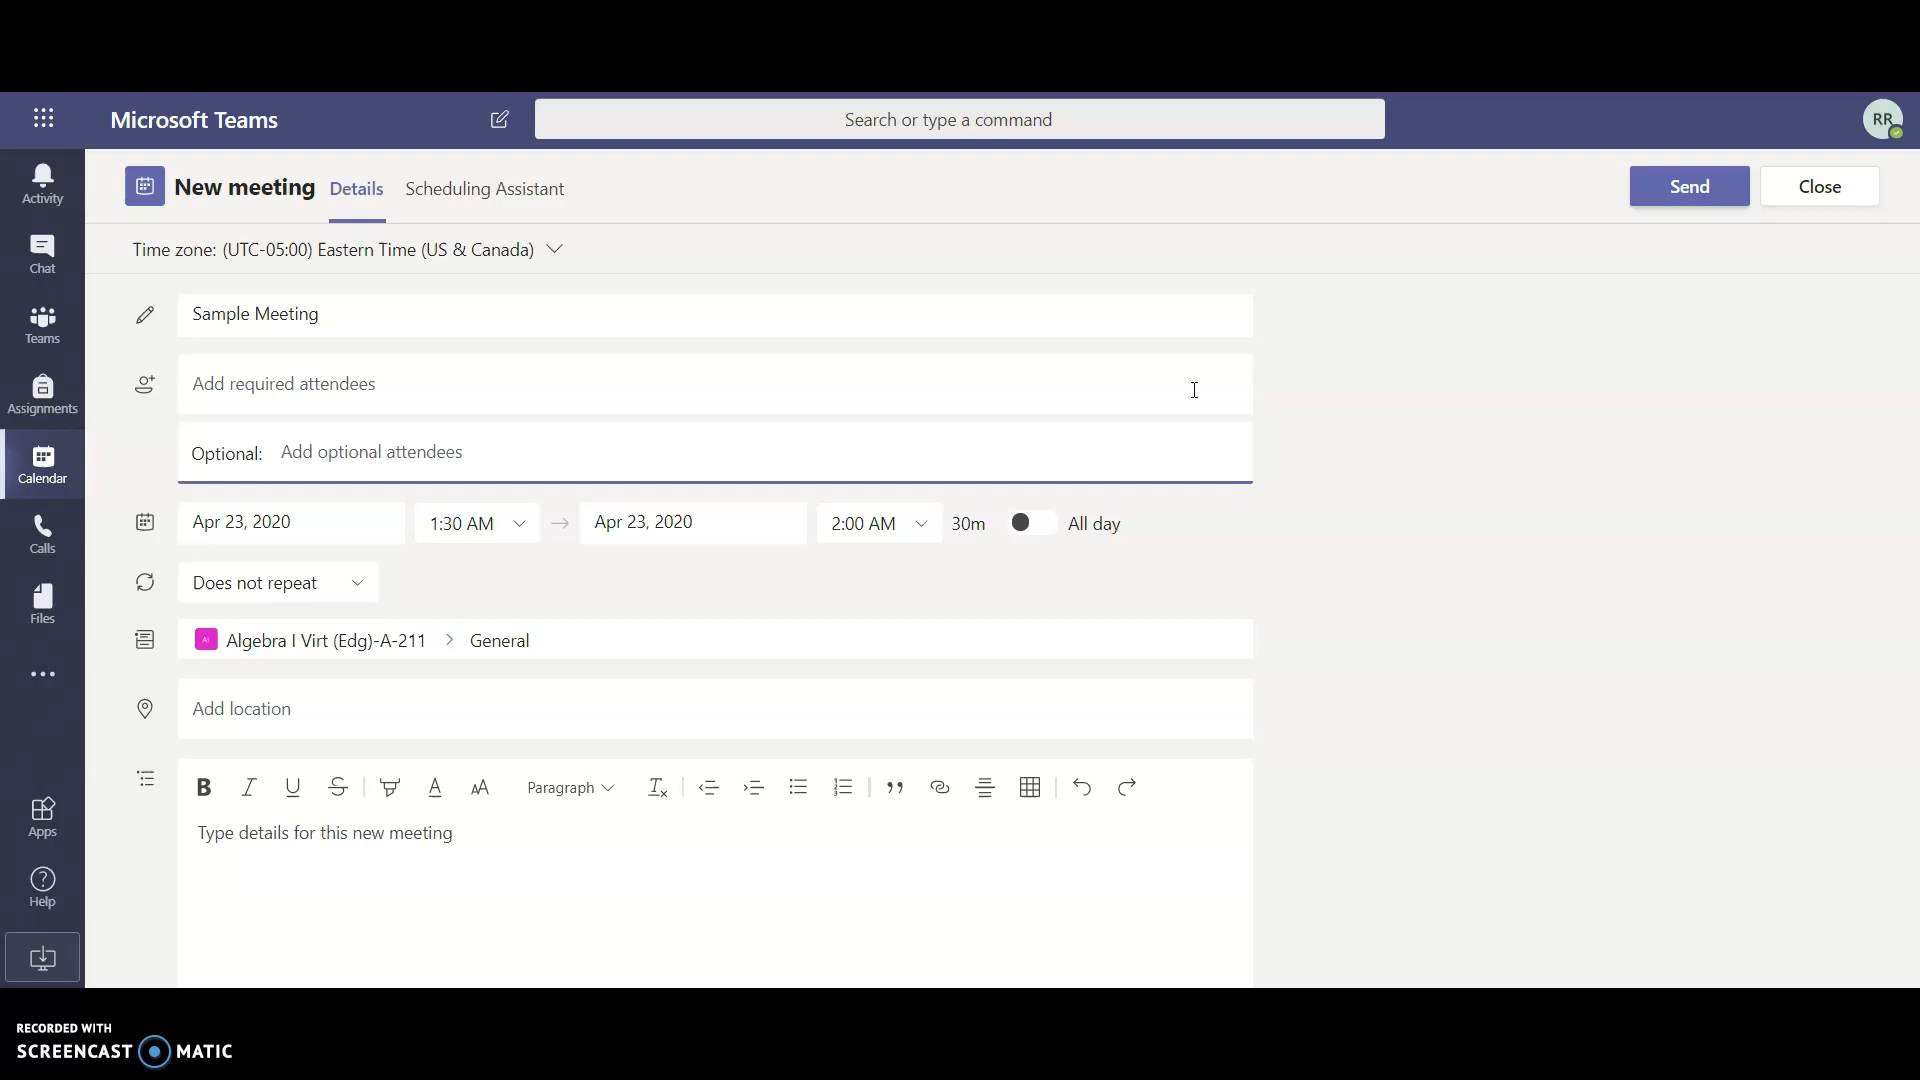 Microsoft Teams
Search or type a command
RR
Activity
Chat
Teams
Assignments
Calendar
Calls
Files
Apps
Help
New meeting Details Scheduling Assistant
Send Close
Time zone: (UTC-05:00) Eastern Time (US & Canada)
Sample Meeting
Add required attendees
Optional: Add optional attendees
Apr 23, 2020 1:30 AM → Apr 23, 2020 2:00 AM 30m All day
Does not repeat
AI Algebra I Virt (Edg)-A-211 > General
Add location
B I U S A AA Paragraph Tx
Type details for this new meeting
RECORDED WITH
SCREENCAST MATIC